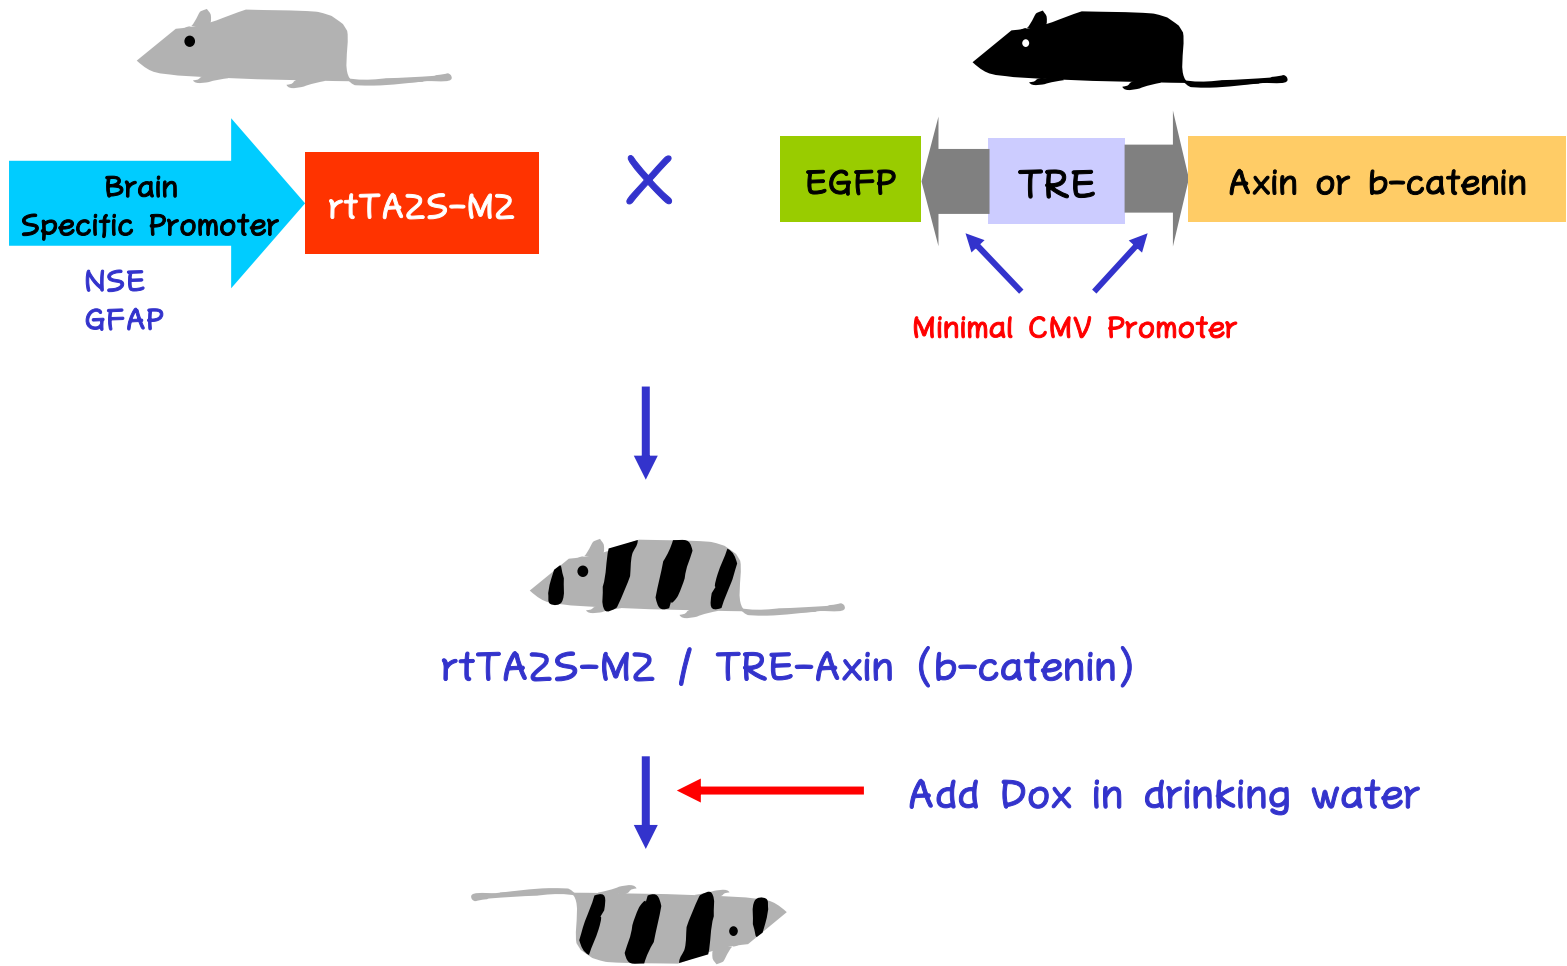 Brain
Specific Promoter
rtTA2S-M2
NSE
GFAP
X
EGFP
TRE
Axin or b-catenin
Minimal CMV Promoter
rtTA2S-M2 / TRE-Axin (b-catenin)
Add Dox in drinking water